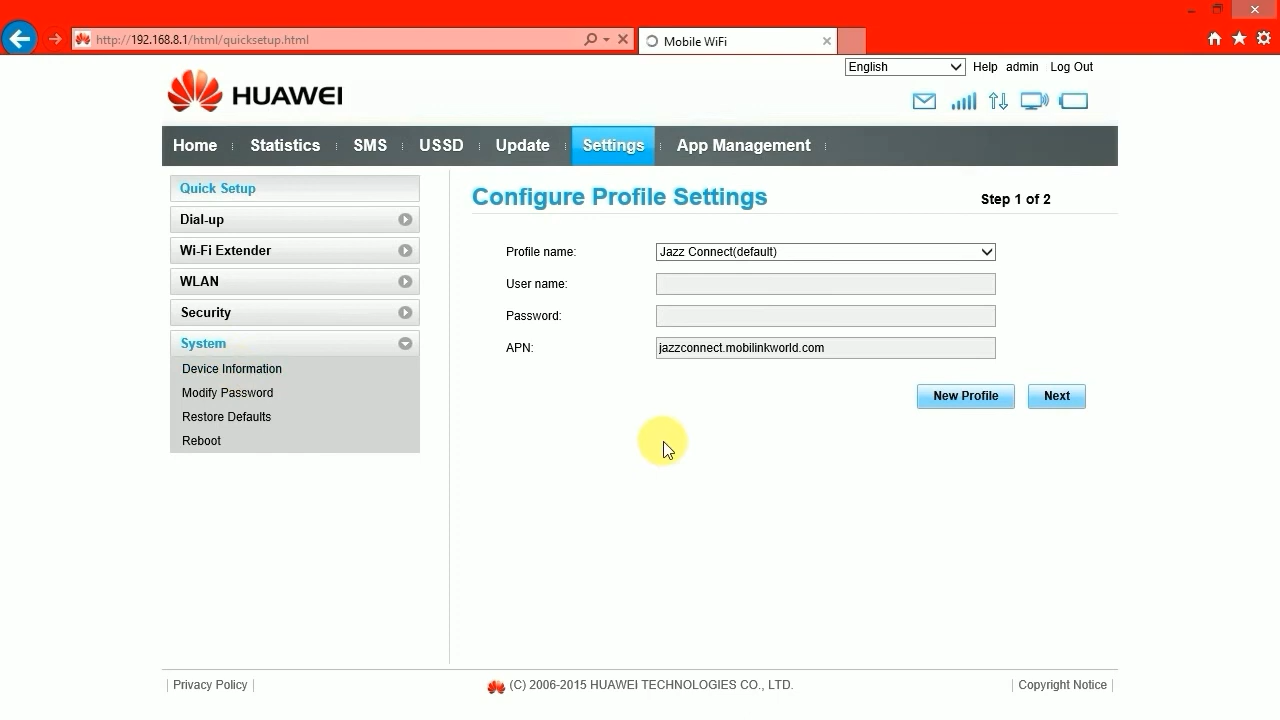 http://192.168.8.1/html/quicksetup.html
Mobile WiFi
English Help admin Log Out
HUAWEI
Home Statistics SMS USSD Update Settings App Management
Quick Setup
Dial-up
Wi-Fi Extender
WLAN
Security
System
Device Information
Modify Password
Restore Defaults
Reboot
Configure Profile Settings
Step 1 of 2
Profile name: Jazz Connect(default)
User name:
Password:
APN: jazzconnect.mobilinkworld.com
New Profile Next
Privacy Policy (C) 2006-2015 HUAWEI TECHNOLOGIES CO., LTD. Copyright Notice